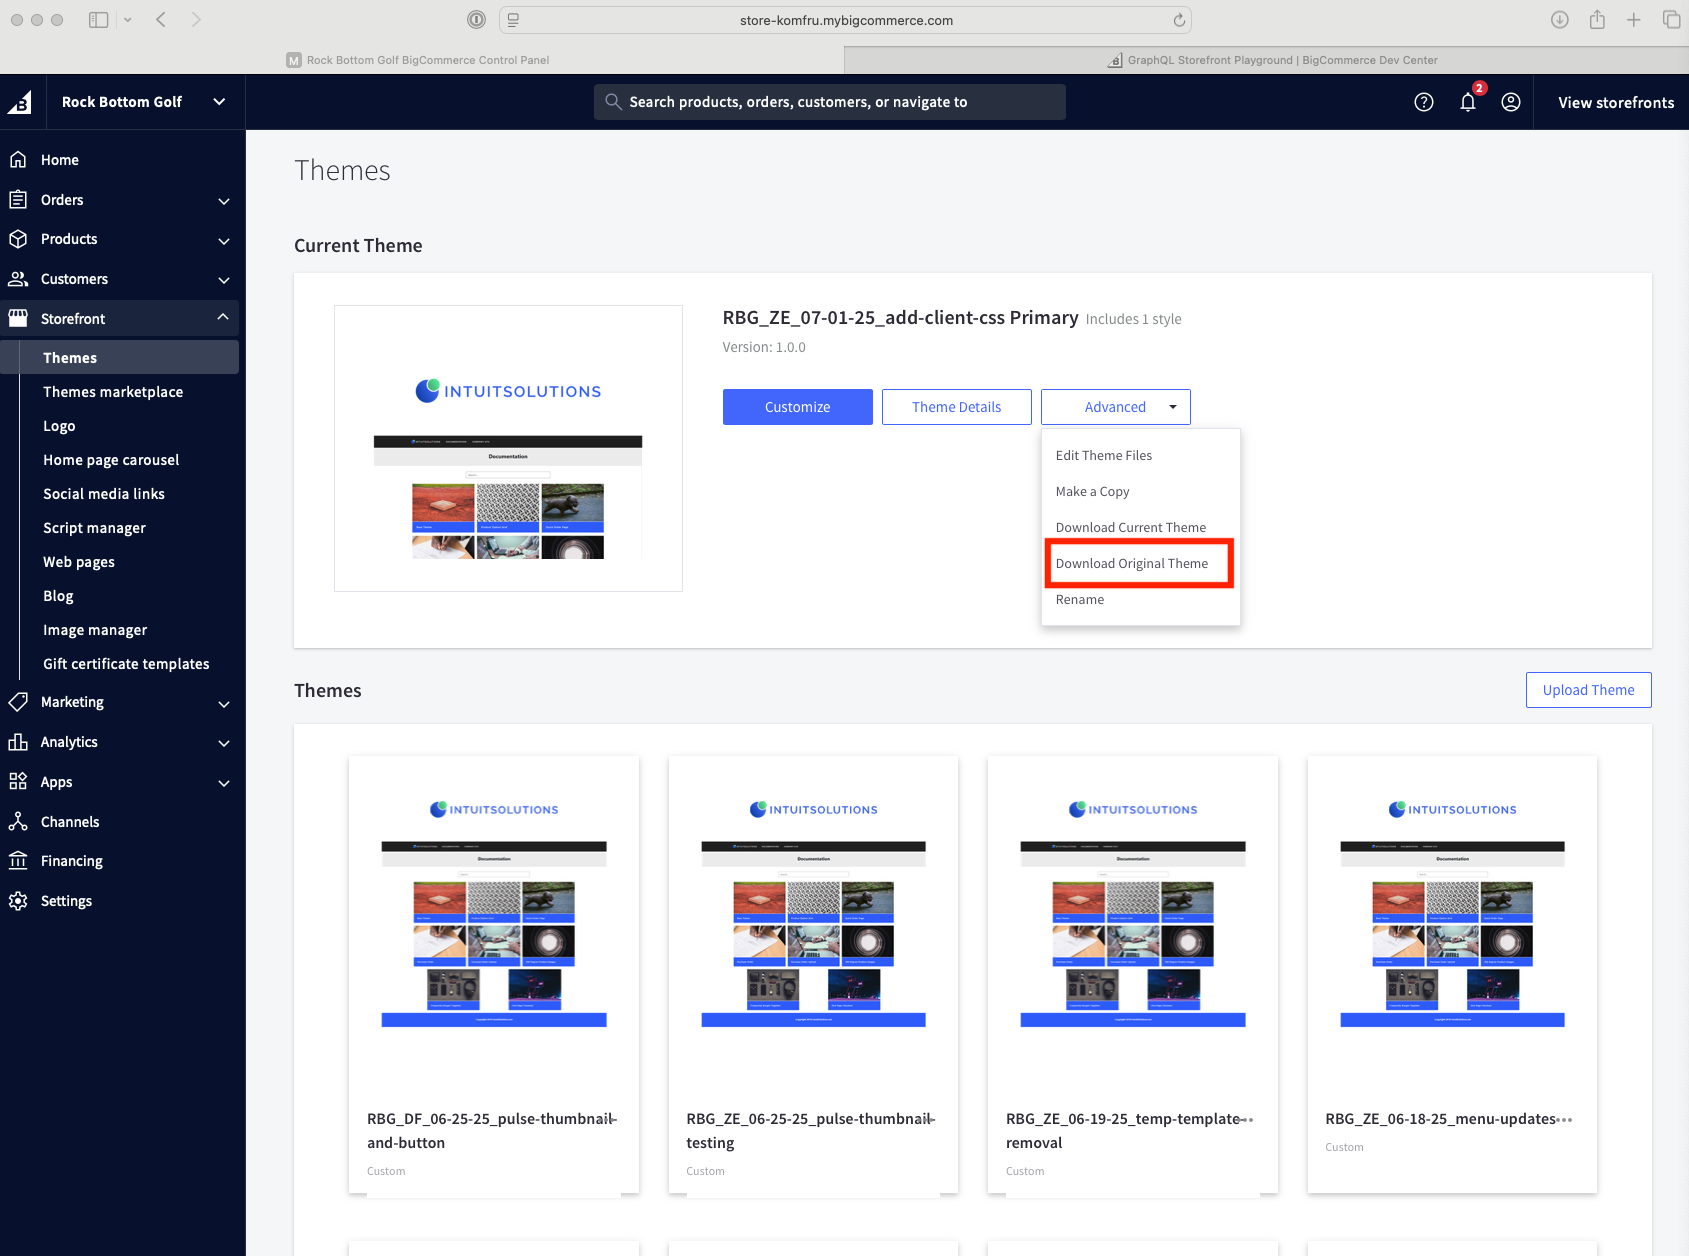 store-komfru.mybigcommerce.com
M Rock Bottom Golf BigCommerce Control Panel
GraphQL Storefront Playground | BigCommerce Dev Center
B
Rock Bottom Golf
Search products, orders, customers, or navigate to
2
View storefronts
Home
Orders
Products
Customers
Storefront
Themes
Themes marketplace
Logo
Home page carousel
Social media links
Script manager
Web pages
Blog
Image manager
Gift certificate templates
Marketing
Analytics
Apps
Channels
Financing
Settings
Themes
Current Theme
INTUITSOLUTIONS
Documentation
RBG_ZE_07-01-25_add-client-css Primary Includes 1 style
Version: 1.0.0
Customize
Theme Details
Advanced
Edit Theme Files
Make a Copy
Download Current Theme
Download Original Theme
Rename
Themes
Upload Theme
INTUITSOLUTIONS
Documentation
RBG_DF_06-25-25_pulse-thumbnail-
and-button
Custom
INTUITSOLUTIONS
Documentation
RBG_ZE_06-25-25_pulse-thumbnail-
testing
Custom
INTUITSOLUTIONS
Documentation
RBG_ZE_06-19-25_temp-template-
removal
Custom
INTUITSOLUTIONS
Documentation
RBG_ZE_06-18-25_menu-updates
Custom